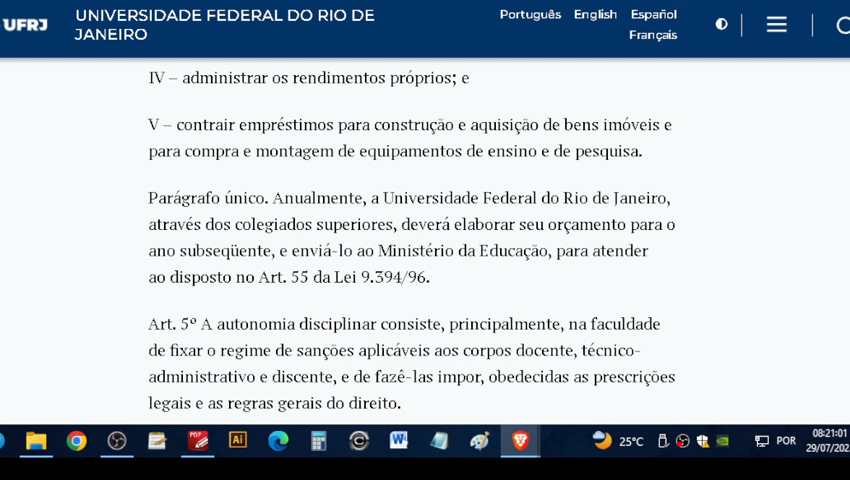 UFRJ
UNIVERSIDADE FEDERAL DO RIO DE
JANEIRO
Português English Español
Français
IV – administrar os rendimentos próprios; e
V – contrair empréstimos para construção e aquisição de bens imóveis e
para compra e montagem de equipamentos de ensino e de pesquisa.
Parágrafo único. Anualmente, a Universidade Federal do Rio de Janeiro,
através dos colegiados superiores, deverá elaborar seu orçamento para o
ano subseqüente, e enviá-lo ao Ministério da Educação, para atender
ao disposto no Art. 55 da Lei 9.394/96.
Art. 5º A autonomia disciplinar consiste, principalmente, na faculdade
de fixar o regime de sanções aplicáveis aos corpos docente, técnico-
administrativo e discente, e de fazê-las impor, obedecidas as prescrições
legais e as regras gerais do direito.
PDF
Ai
W
25°C
POR
08:21:01
29/07/202